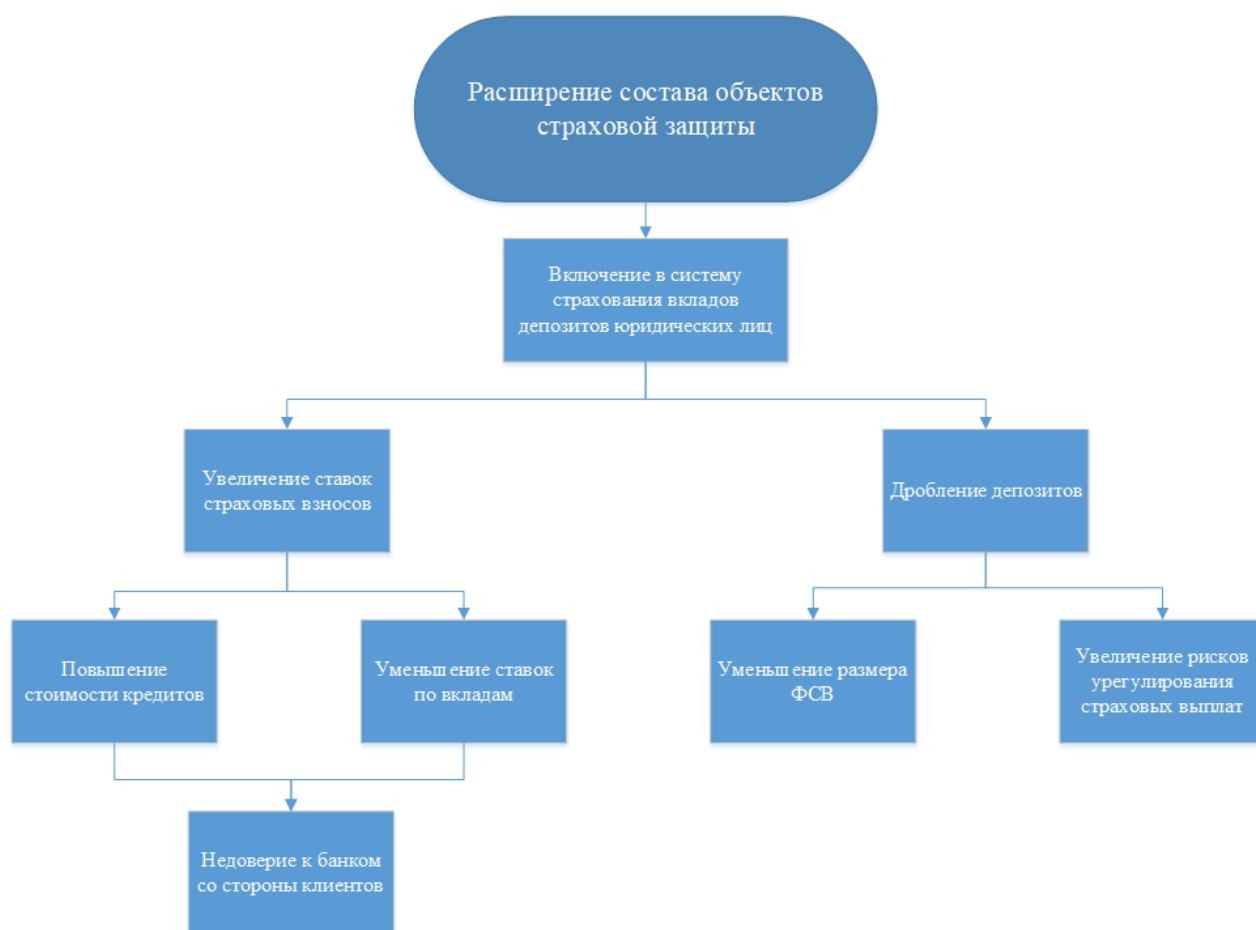 Расширение состава объектов
страховой защиты
Включение в систему
страхования вкладов
депозитов юридических лиц
Увеличение ставок
страховых взносов
Дробление депозитов
Повышение
стоимости кредитов
Уменьшение ставок
по вкладам
Уменьшение размера
ФСВ
Увеличение рисков
урегулирования
страховых выплат
Недоверие к банком
со стороны клиентов